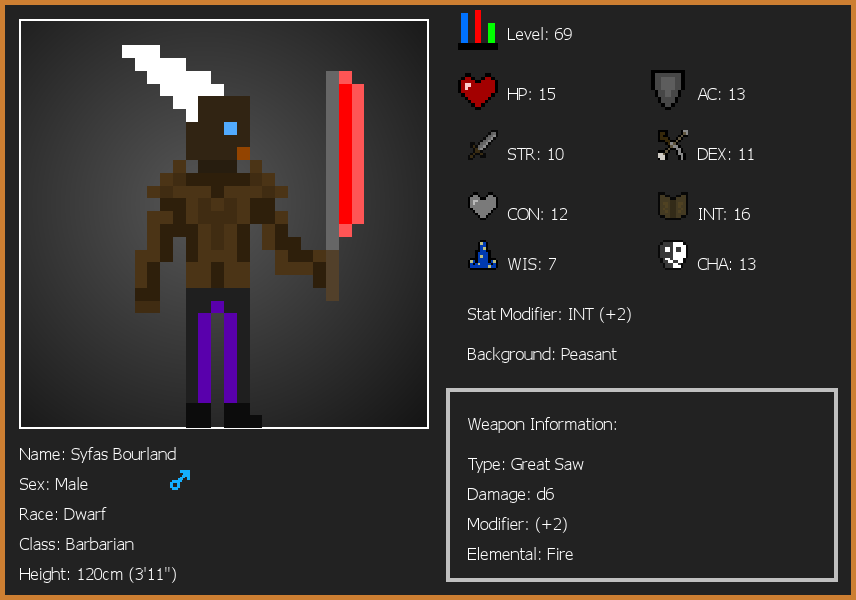 Level: 69
HP: 15
AC: 13
STR: 10
DEX: 11
CON: 12
INT: 16
WIS: 7
CHA: 13
Stat Modifier: INT (+2)
Background: Peasant
Weapon Information:
Type: Great Saw
Damage: d6
Modifier: (+2)
Elemental: Fire
Name: Syfas Bourland
Sex: Male
Race: Dwarf
Class: Barbarian
Height: 120cm (3'11")